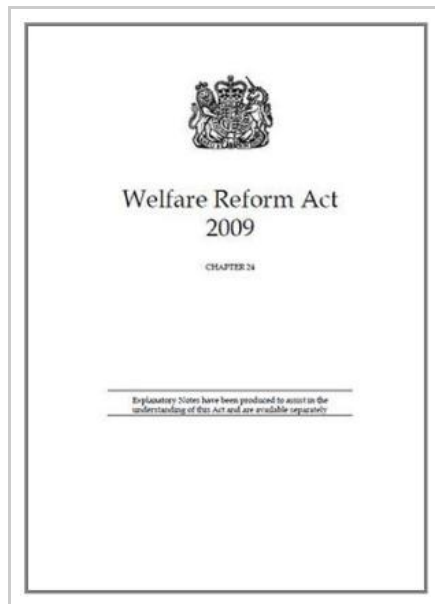 Welfare Reform Act
2009
CHAPTER 24
Explanatory Notes have been produced to assist in the
understanding of this Act and are available separately